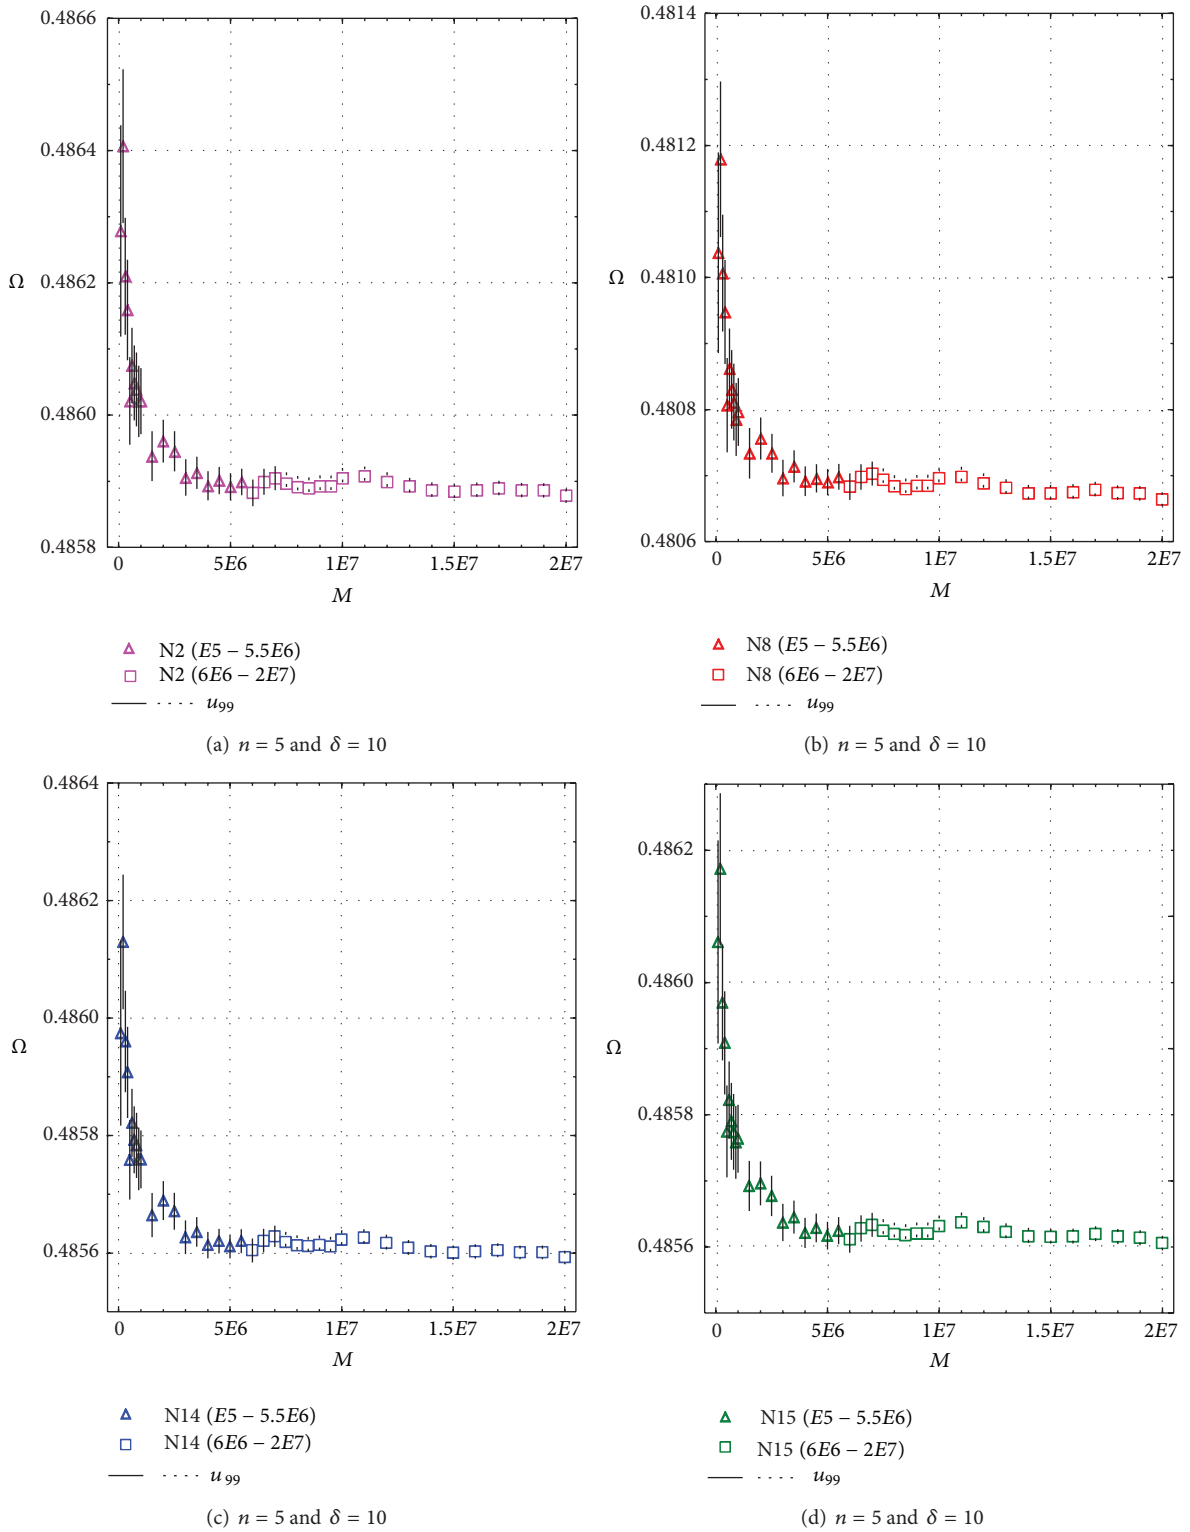 0.4866
0.4864
0.4862
Ω
0.4860
0.4858
0 5E6 1E7 1.5E7 2E7
M
N2 (E5 − 5.5E6)
N2 (6E6 − 2E7)
u99
(a) n = 5 and δ = 10
0.4814
0.4812
0.4810
Ω
0.4808
0.4806
0 5E6 1E7 1.5E7 2E7
M
N8 (E5 − 5.5E6)
N8 (6E6 − 2E7)
u99
(b) n = 5 and δ = 10
0.4864
0.4862
0.4860
Ω
0.4858
0.4856
0 5E6 1E7 1.5E7 2E7
M
N14 (E5 − 5.5E6)
N14 (6E6 − 2E7)
u99
(c) n = 5 and δ = 10
0.4862
0.4860
Ω
0.4858
0.4856
0 5E6 1E7 1.5E7 2E7
M
N15 (E5 − 5.5E6)
N15 (6E6 − 2E7)
u99
(d) n = 5 and δ = 10